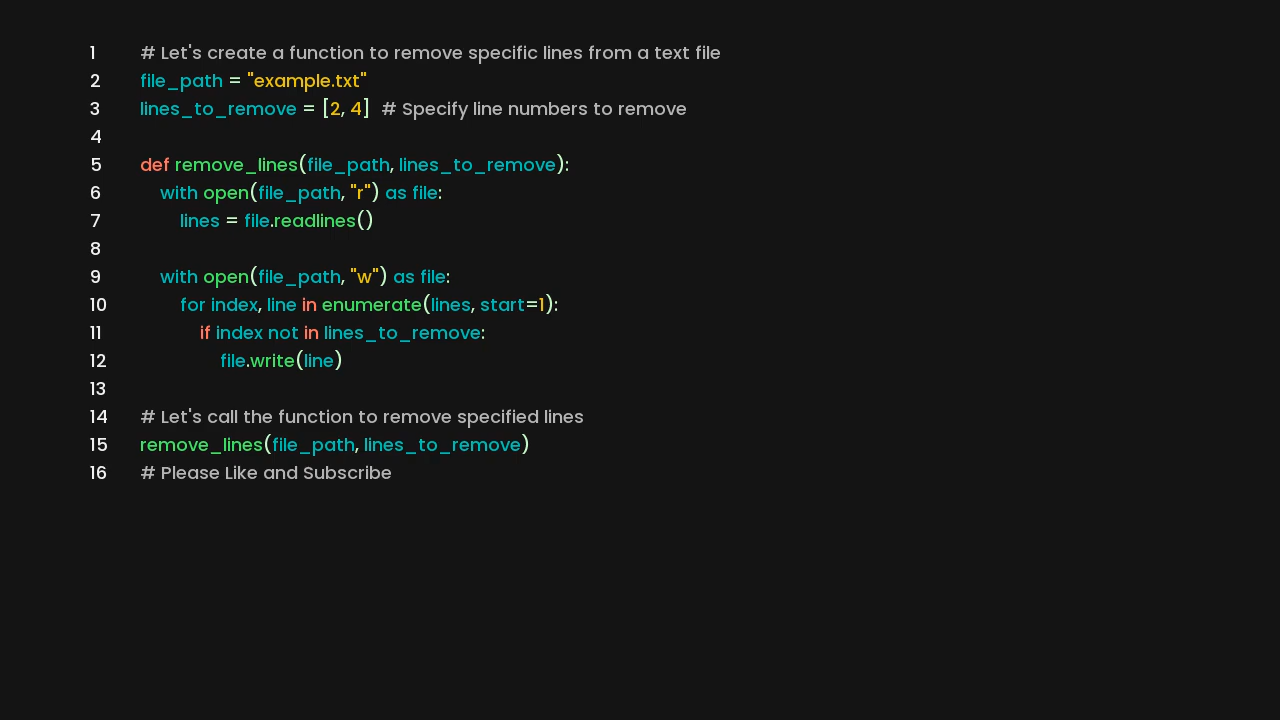 1 # Let's create a function to remove specific lines from a text file
2 file_path = "example.txt"
3 lines_to_remove = [2, 4]  # Specify line numbers to remove
4
5 def remove_lines(file_path, lines_to_remove):
6     with open(file_path, "r") as file:
7         lines = file.readlines()
8
9     with open(file_path, "w") as file:
10         for index, line in enumerate(lines, start=1):
11             if index not in lines_to_remove:
12                 file.write(line)
13
14 # Let's call the function to remove specified lines
15 remove_lines(file_path, lines_to_remove)
16 # Please Like and Subscribe